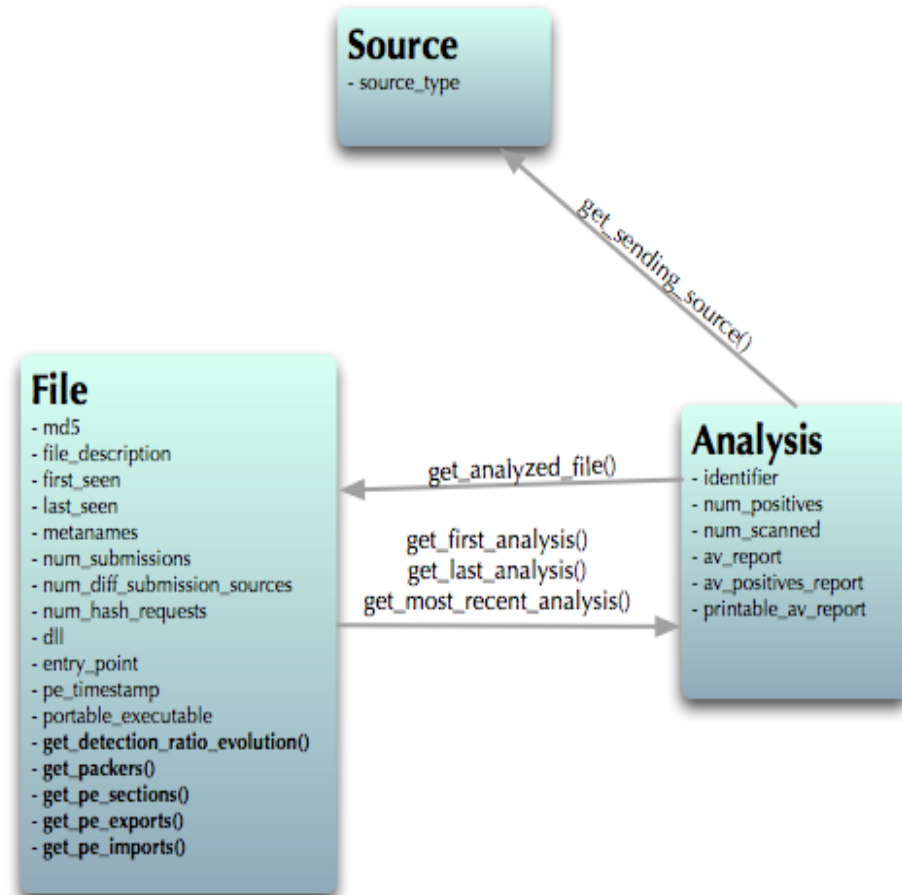 Source
- source_type
get_sending_source()
File
- md5
- file_description
- first_seen
- last_seen
- metanames
- num_submissions
- num_diff_submission_sources
- num_hash_requests
- dll
- entry_point
- pe_timestamp
- portable_executable
- get_detection_ratio_evolution()
- get_packers()
- get_pe_sections()
- get_pe_exports()
- get_pe_imports()
get_analyzed_file()
get_first_analysis()
get_last_analysis()
get_most_recent_analysis()
Analysis
- identifier
- num_positives
- num_scanned
- av_report
- av_positives_report
- printable_av_report